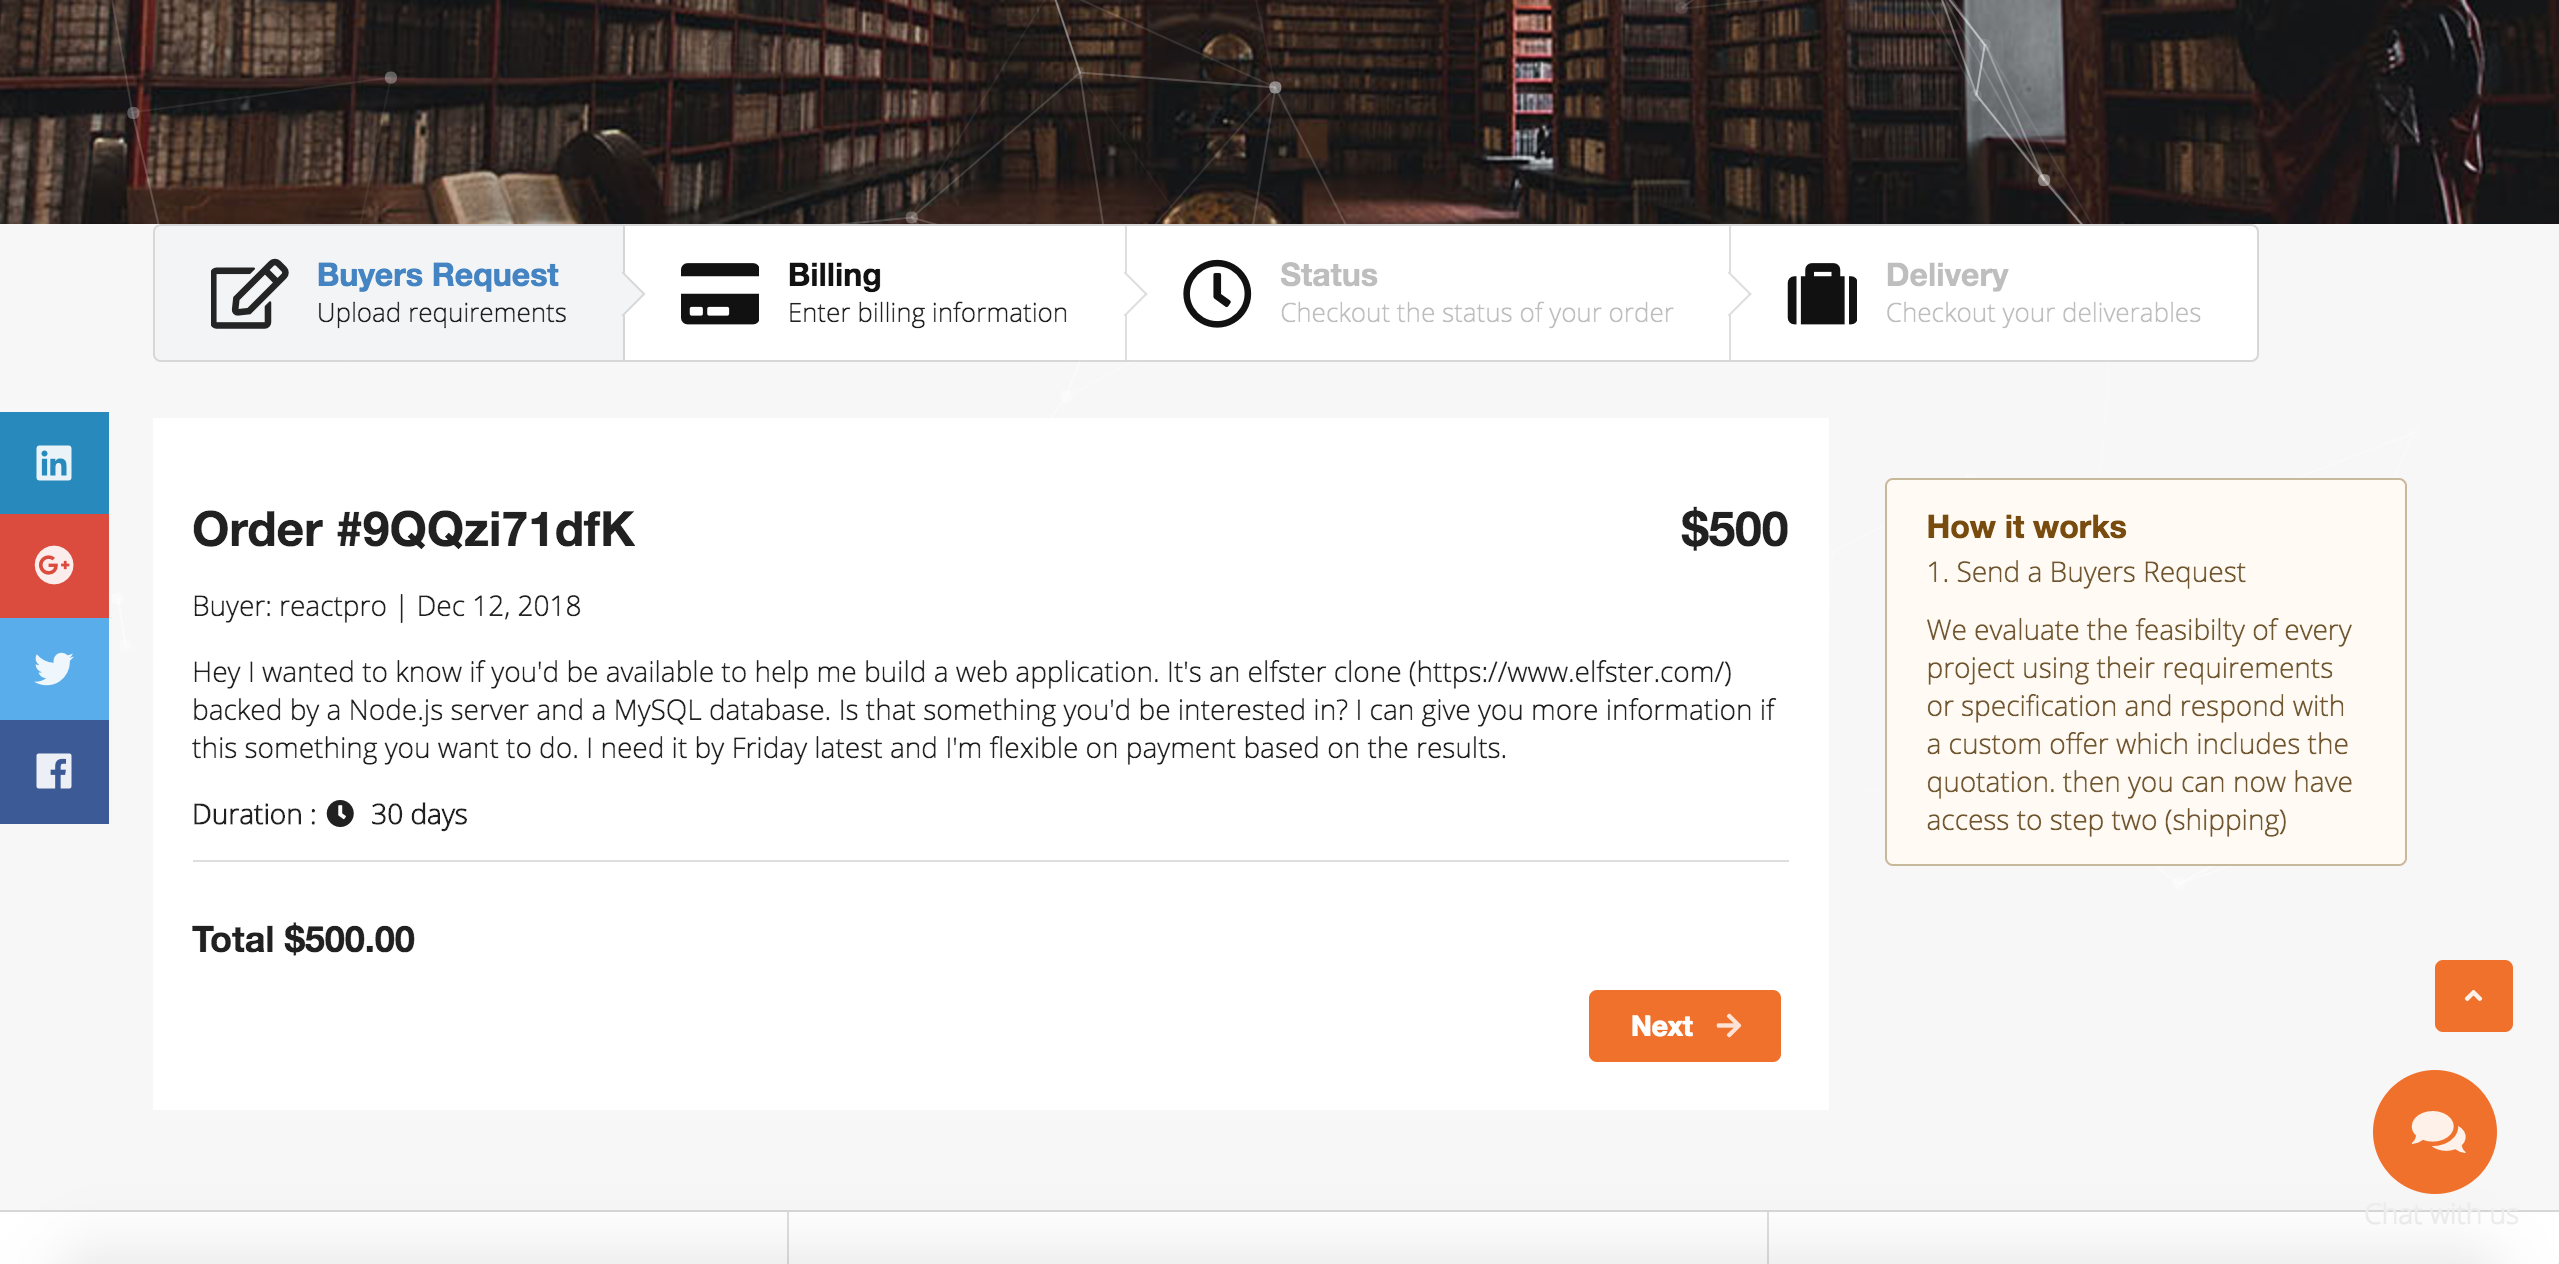 Buyers Request
Upload requirements
Billing
Enter billing information
Status
Checkout the status of your order
Delivery
Checkout your deliverables
in
G+
f
Order #9QQzi71dfK
$500
Buyer: reactpro | Dec 12, 2018
Hey I wanted to know if you'd be available to help me build a web application. It's an elfster clone (https://www.elfster.com/)
backed by a Node.js server and a MySQL database. Is that something you'd be interested in? I can give you more information if
this something you want to do. I need it by Friday latest and I'm flexible on payment based on the results.
Duration : 30 days
Total $500.00
Next
How it works
1. Send a Buyers Request
We evaluate the feasibilty of every
project using their requirements
or specification and respond with
a custom offer which includes the
quotation. then you can now have
access to step two (shipping)
Chat with us